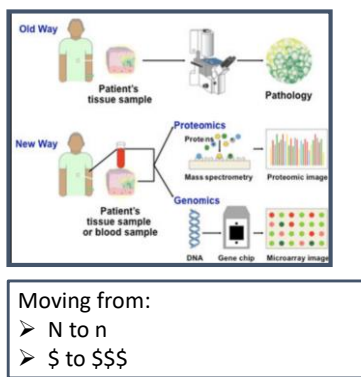 Old Way
Patient's
tissue sample
Pathology
New Way
Proteomics
Proteins
Mass spectrometry
Proteomic image
Patient's
tissue sample
or blood sample
Genomics
DNA
Gene chip
Microarray image
Moving from:
➤ N to n
➤ $ to $$$